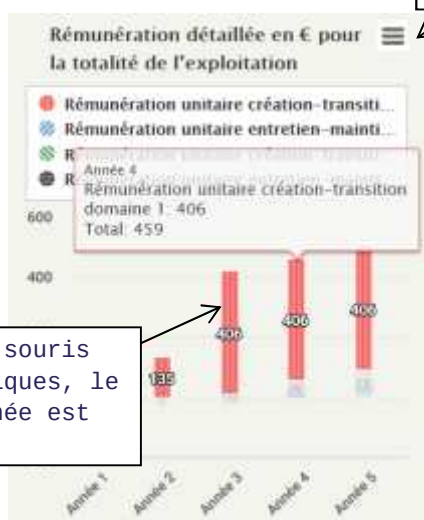 Rémunération détaillée en € pour
la totalité de l'exploitation
Rémunération unitaire création-transiti...
Rémunération unitaire entretien-mainti...
Année 4
Rémunération unitaire création-transition
domaine 1: 406
Total: 459
600
400
souris
iques, le
née est
135
406
406
406
Année 1
Année 2
Année 3
Année 4
Année 5